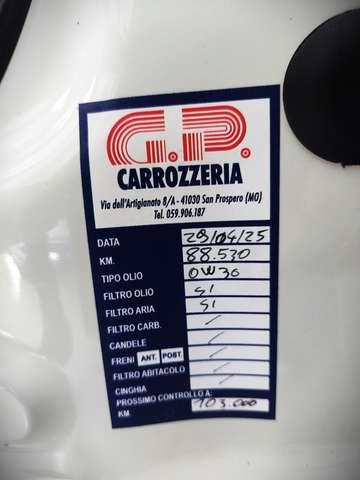 G.P.
CARROZZERIA
Via dell'Artigianato 8/A - 41030 San Prospero (MO)
Tel. 059.906.187
DATA 29/04/25
KM. 88.530
TIPO OLIO 0W30
FILTRO OLIO SI
FILTRO ARIA SI
FILTRO CARB. /
CANDELE /
FRENI ANT. POST. /
FILTRO ABITACOLO /
CINGHIA /
PROSSIMO CONTROLLO A:
KM. 103.000